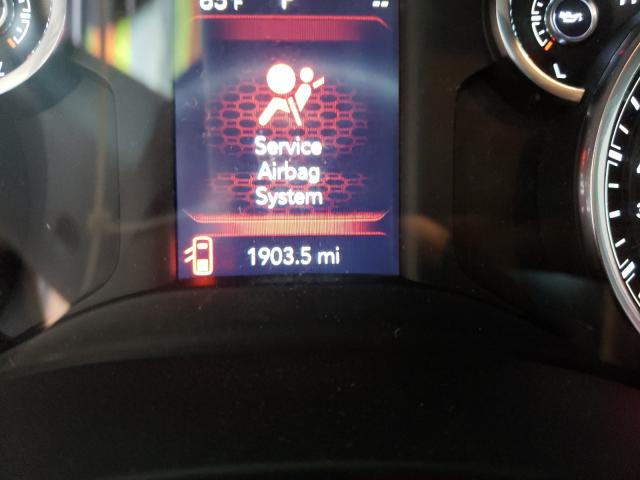 P
Service
Airbag
System
1903.5 mi
L